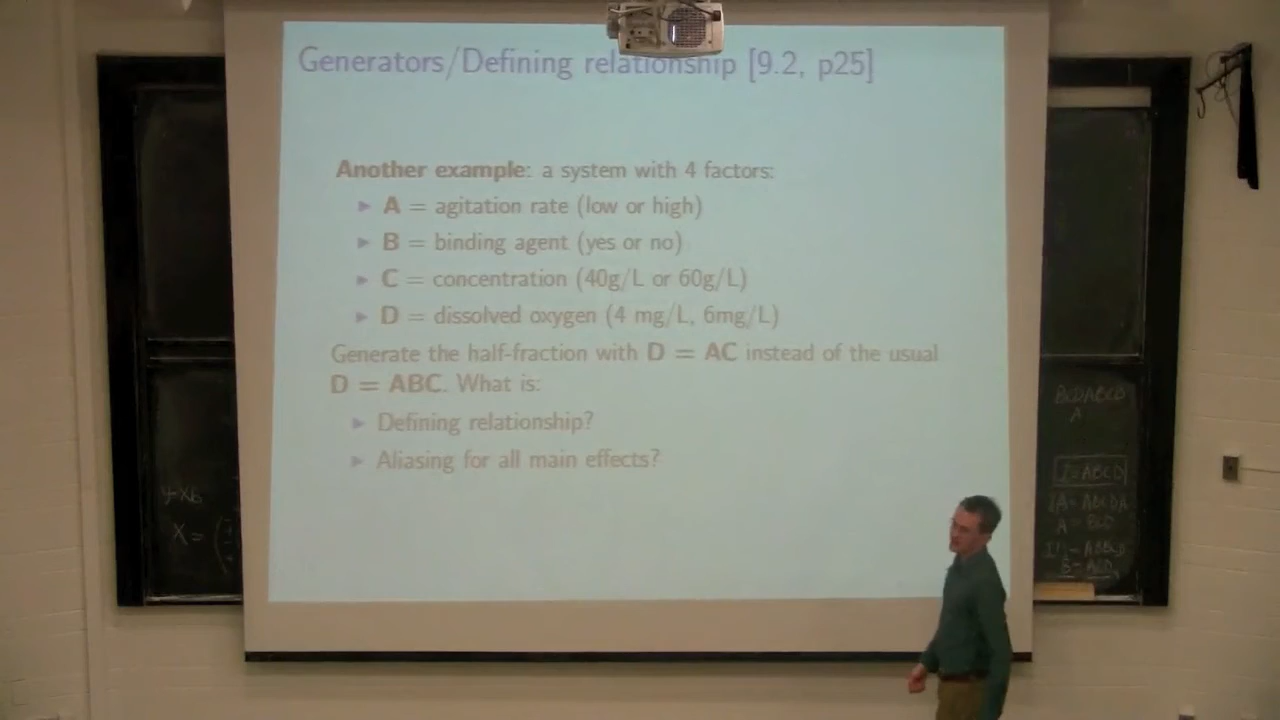 Generators/Defining relationship [9.2, p25]
Another example: a system with 4 factors:
▶ A = agitation rate (low or high)
▶ B = binding agent (yes or no)
▶ C = concentration (40g/L or 60g/L)
▶ D = dissolved oxygen (4 mg/L, 6mg/L)
Generate the half-fraction with D = AC instead of the usual
D = ABC. What is:
▶ Defining relationship?
▶ Aliasing for all main effects?
X = (
I = ABCD
A = BCD